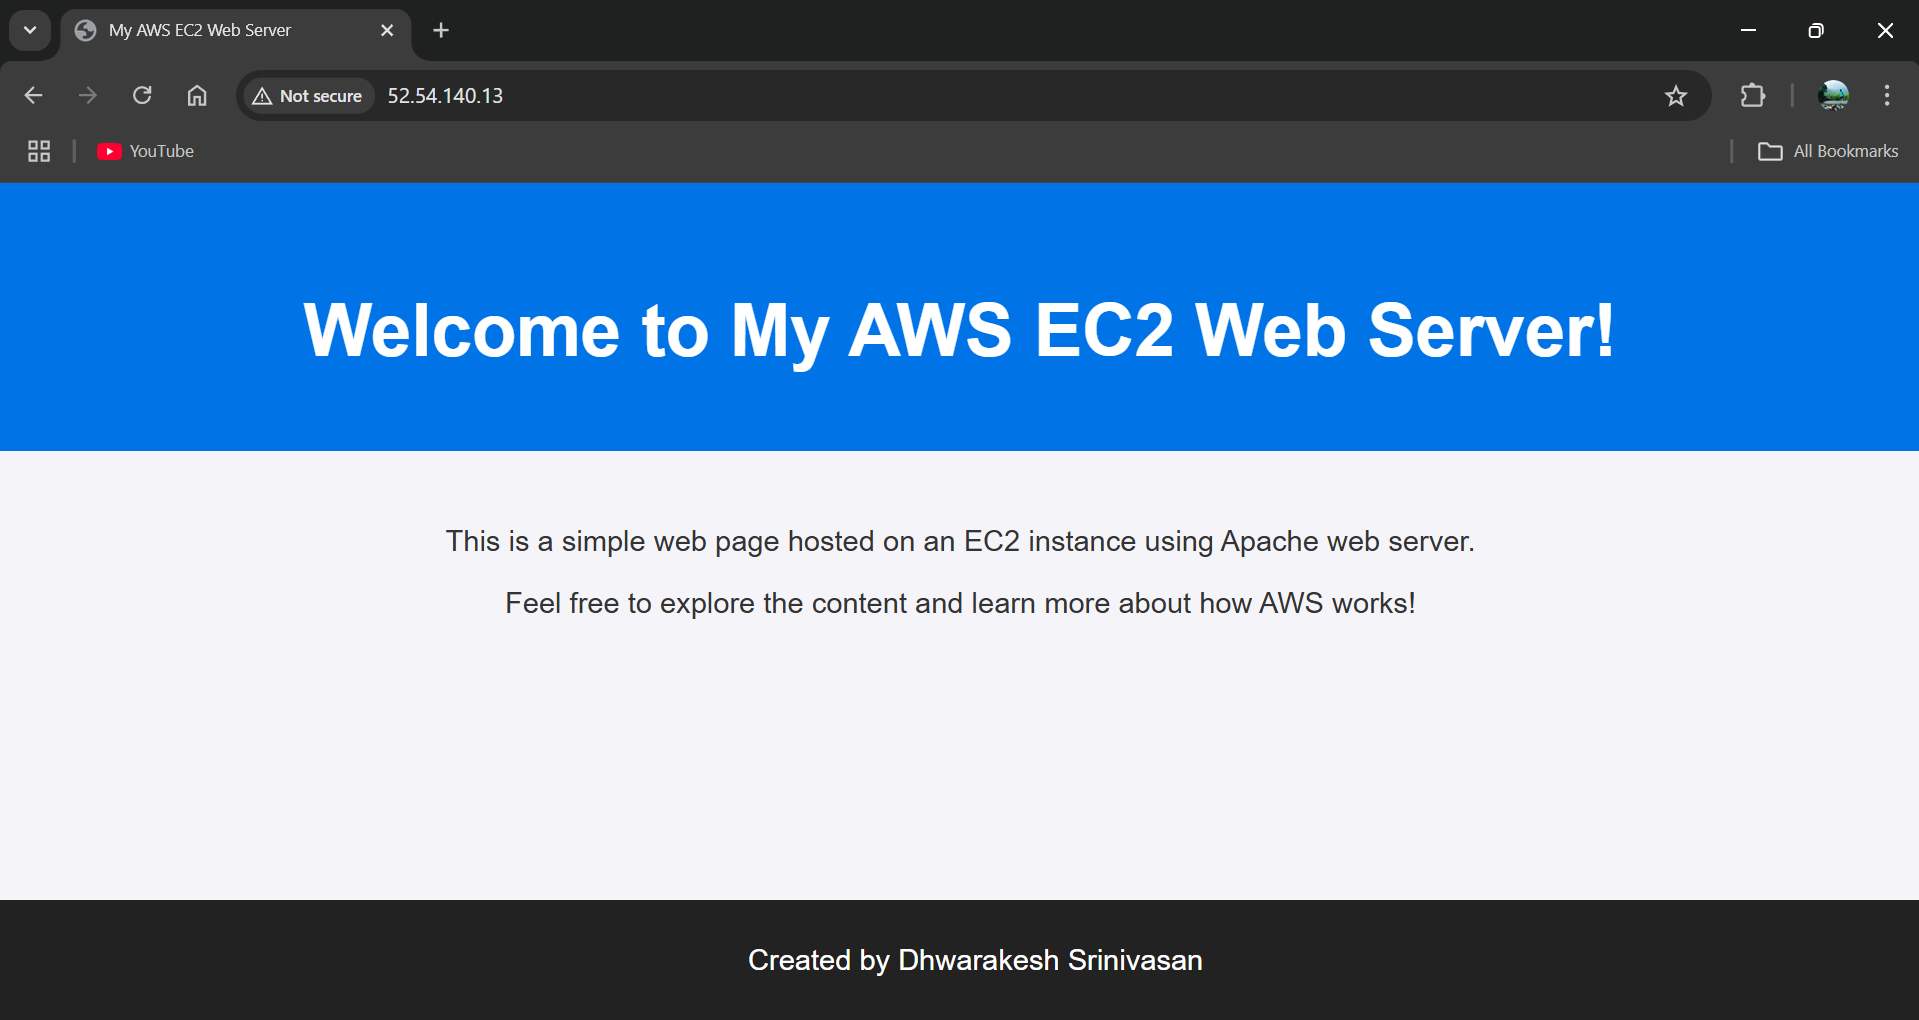 My AWS EC2 Web Server
Not secure 52.54.140.13
YouTube
All Bookmarks
Welcome to My AWS EC2 Web Server!
This is a simple web page hosted on an EC2 instance using Apache web server.
Feel free to explore the content and learn more about how AWS works!
Created by Dhwarakesh Srinivasan